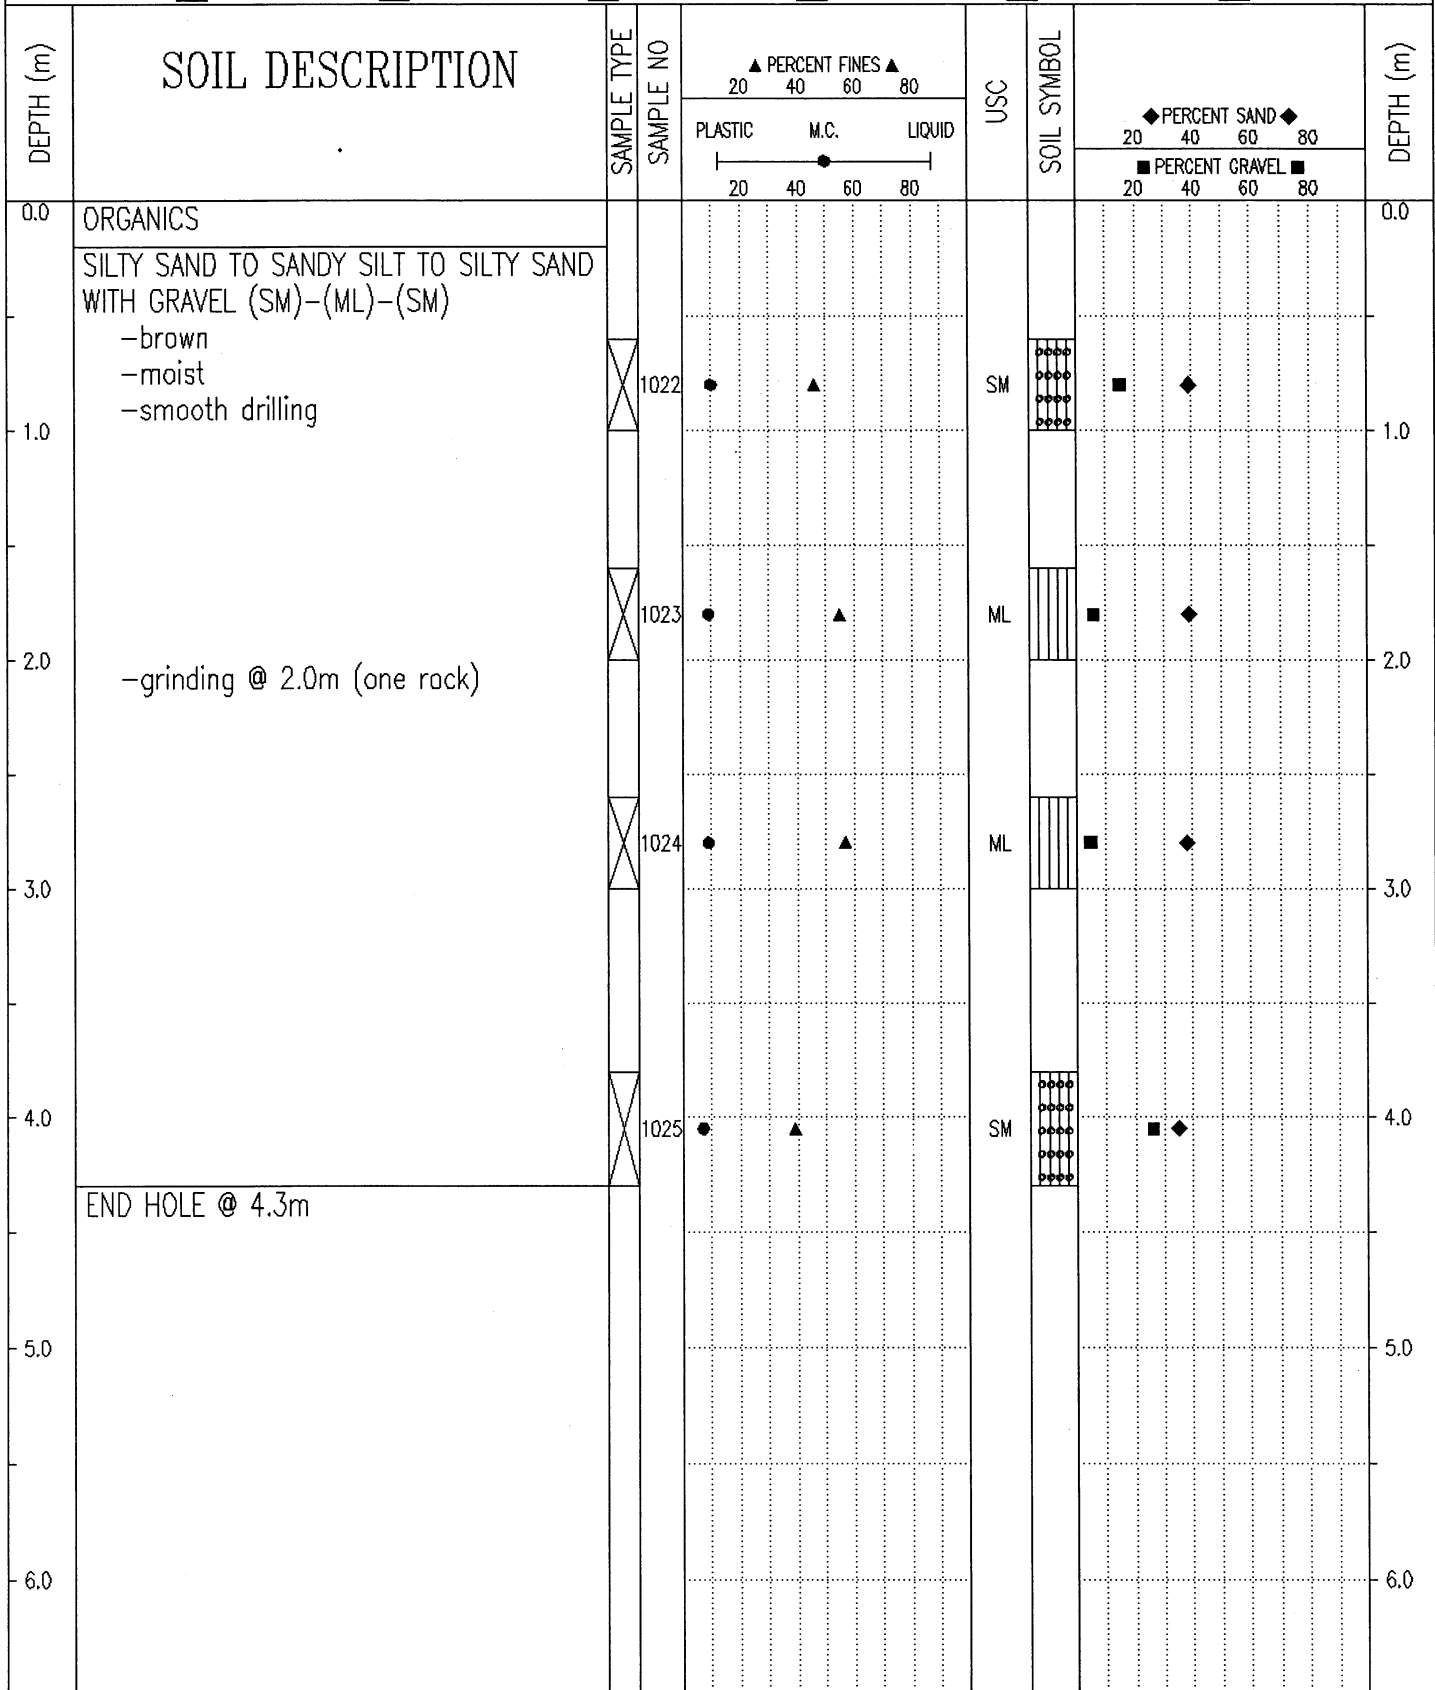 DEPTH (m)
SOIL DESCRIPTION
SAMPLE TYPE
SAMPLE NO
▲ PERCENT FINES ▲
20 40 60 80
PLASTIC M.C. LIQUID
20 40 60 80
USC
SOIL SYMBOL
◆PERCENT SAND◆
20 40 60 80
■PERCENT GRAVEL■
20 40 60 80
DEPTH (m)
0.0 ORGANICS 0.0
SILTY SAND TO SANDY SILT TO SILTY SAND
WITH GRAVEL (SM)-(ML)-(SM)
-brown
-moist
1022 SM
-smooth drilling
1.0 1.0
1023 ML
2.0 2.0
-grinding @ 2.0m (one rock)
1024 ML
3.0 3.0
4.0 4.0
1025 SM
END HOLE @ 4.3m
5.0 5.0
6.0 6.0